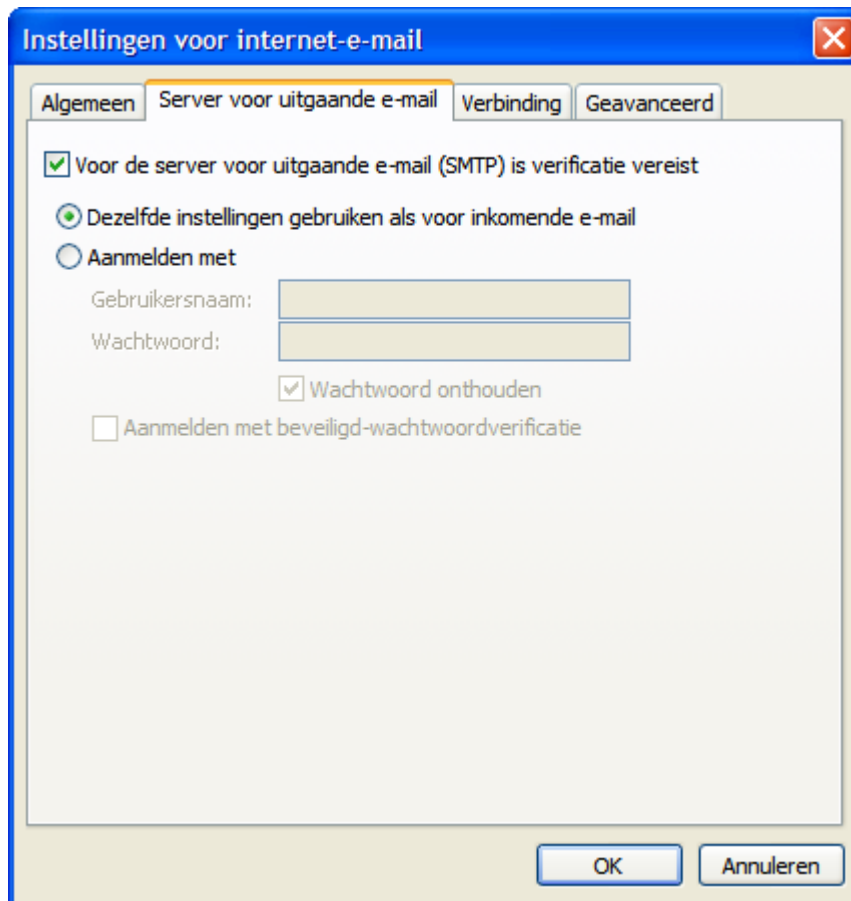 Instellingen voor internet-e-mail
Algemeen
Server voor uitgaande e-mail
Verbinding
Geavanceerd
Voor de server voor uitgaande e-mail (SMTP) is verificatie vereist
Dezelfde instellingen gebruiken als voor inkomende e-mail
Aanmelden met
Gebruikersnaam:
Wachtwoord:
Wachtwoord onthouden
Aanmelden met beveiligd-wachtwoordverificatie
OK
Annuleren